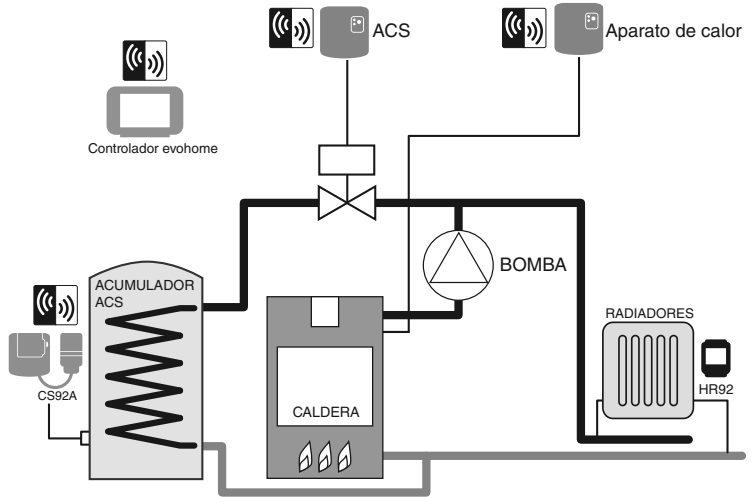 ACS
Aparato de calor
Controlador evohome
BOMBA
ACUMULADOR
ACS
RADIADORES
CS92A
HR92
CALDERA